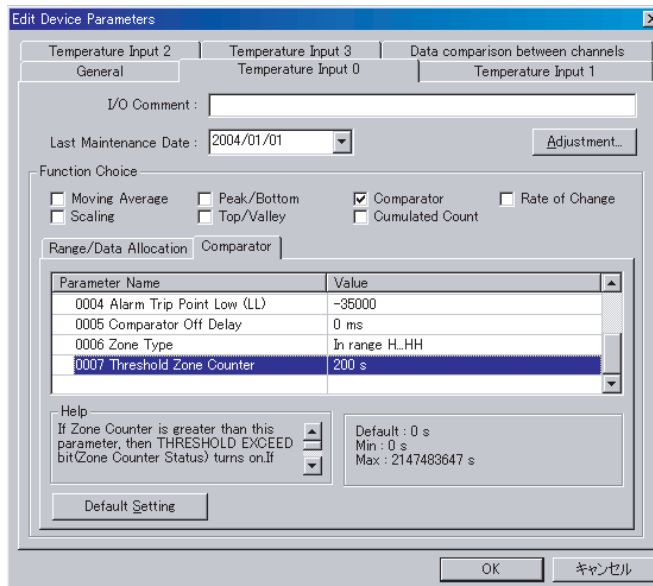 Edit Device Parameters
Temperature Input 2 Temperature Input 3 Data comparison between channels
General Temperature Input 0 Temperature Input 1
I/O Comment :
Last Maintenance Date : 2004/01/01 Adjustment...
Function Choice
Moving Average Peak/Bottom Comparator Rate of Change
Scaling Top/Valley Cumulated Count
Range/Data Allocation Comparator
Parameter Name Value
0004 Alarm Trip Point Low (LL) -35000
0005 Comparator Off Delay 0 ms
0006 Zone Type In range H...HH
0007 Threshold Zone Counter 200 s
Help
If Zone Counter is greater than this
parameter, then THRESHOLD EXCEED
bit(Zone Counter Status) turns on.If
Default : 0 s
Min : 0 s
Max : 2147483647 s
Default Setting
OK キャンセル